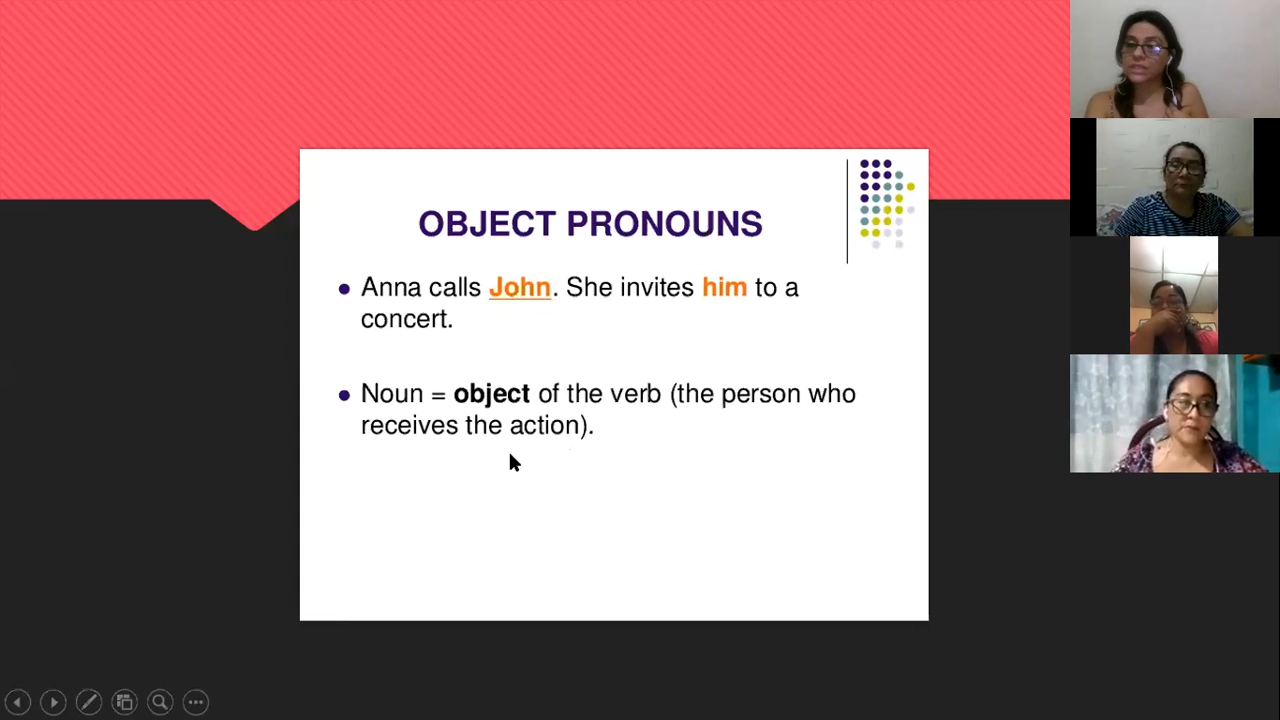 OBJECT PRONOUNS
• Anna calls John. She invites him to a
concert.
• Noun = object of the verb (the person who
receives the action).